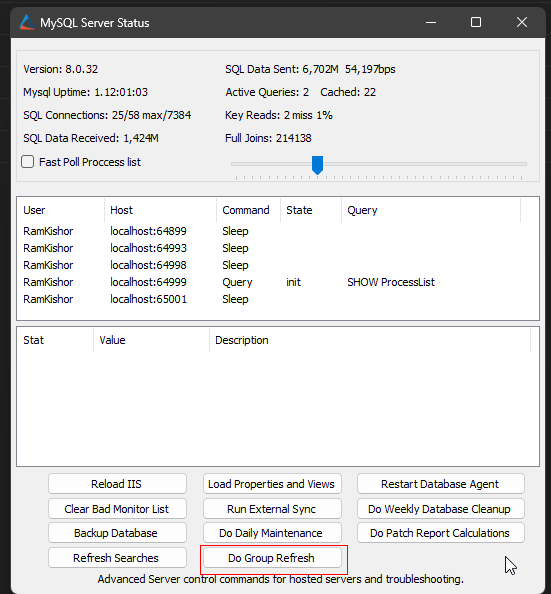 MySQL Server Status
Version: 8.0.32 SQL Data Sent: 6,702M 54,197bps
Mysql Uptime: 1.12:01:03 Active Queries: 2 Cached: 22
SQL Connections: 25/58 max/7384 Key Reads: 2 miss 1%
SQL Data Received: 1,424M Full Joins: 214138
Fast Poll Proccess list
User Host Command State Query
RamKishor localhost:64899 Sleep
RamKishor localhost:64993 Sleep
RamKishor localhost:64998 Sleep
RamKishor localhost:64999 Query init SHOW ProcessList
RamKishor localhost:65001 Sleep
Stat Value Description
Reload IIS Load Properties and Views Restart Database Agent
Clear Bad Monitor List Run External Sync Do Weekly Database Cleanup
Backup Database Do Daily Maintenance Do Patch Report Calculations
Refresh Searches Do Group Refresh
Advanced Server control commands for hosted servers and troubleshooting.